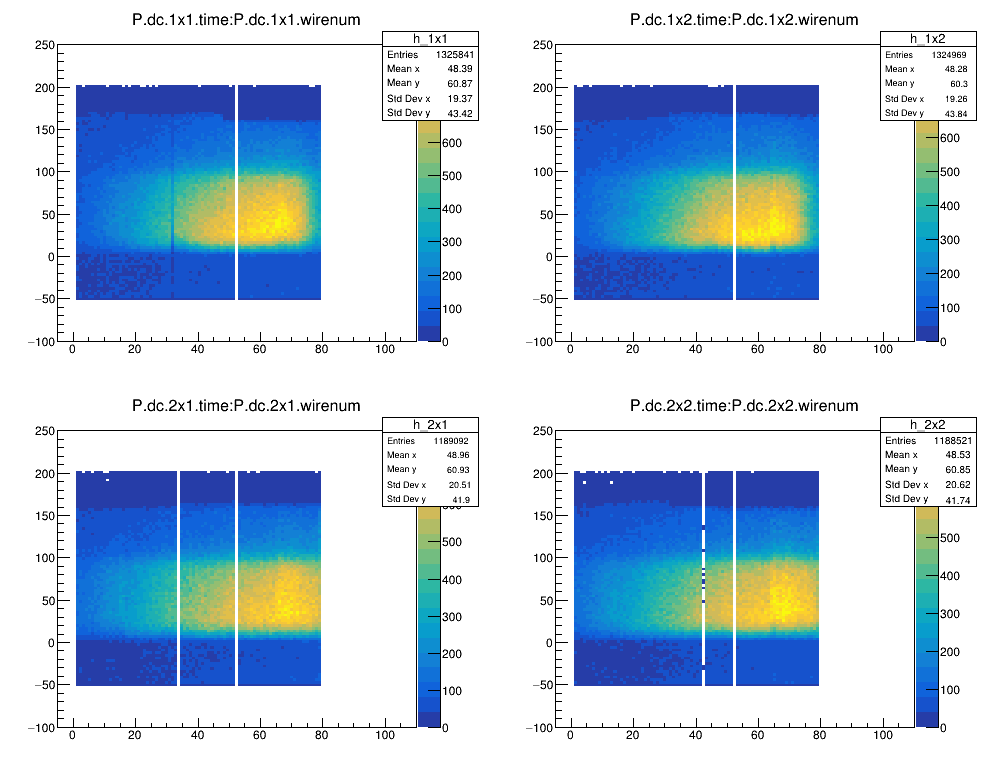 P.dc.1x1.time:P.dc.1x1.wirenum
h_1x1
Entries 1325841
Mean x 48.39
Mean y 60.87
Std Dev x 19.37
Std Dev y 43.42
250
200
150
100
50
0
−50
−100
0 20 40 60 80 100
600
500
400
300
200
100
0
P.dc.1x2.time:P.dc.1x2.wirenum
h_1x2
Entries 1324969
Mean x 48.28
Mean y 60.3
Std Dev x 19.26
Std Dev y 43.84
250
200
150
100
50
0
−50
−100
0 20 40 60 80 100
600
500
400
300
200
100
0
P.dc.2x1.time:P.dc.2x1.wirenum
h_2x1
Entries 1189092
Mean x 48.96
Mean y 60.93
Std Dev x 20.51
Std Dev y 41.9
250
200
150
100
50
0
−50
−100
0 20 40 60 80 100
600
500
400
300
200
100
0
P.dc.2x2.time:P.dc.2x2.wirenum
h_2x2
Entries 1188521
Mean x 48.53
Mean y 60.85
Std Dev x 20.62
Std Dev y 41.74
250
200
150
100
50
0
−50
−100
0 20 40 60 80 100
500
400
300
200
100
0